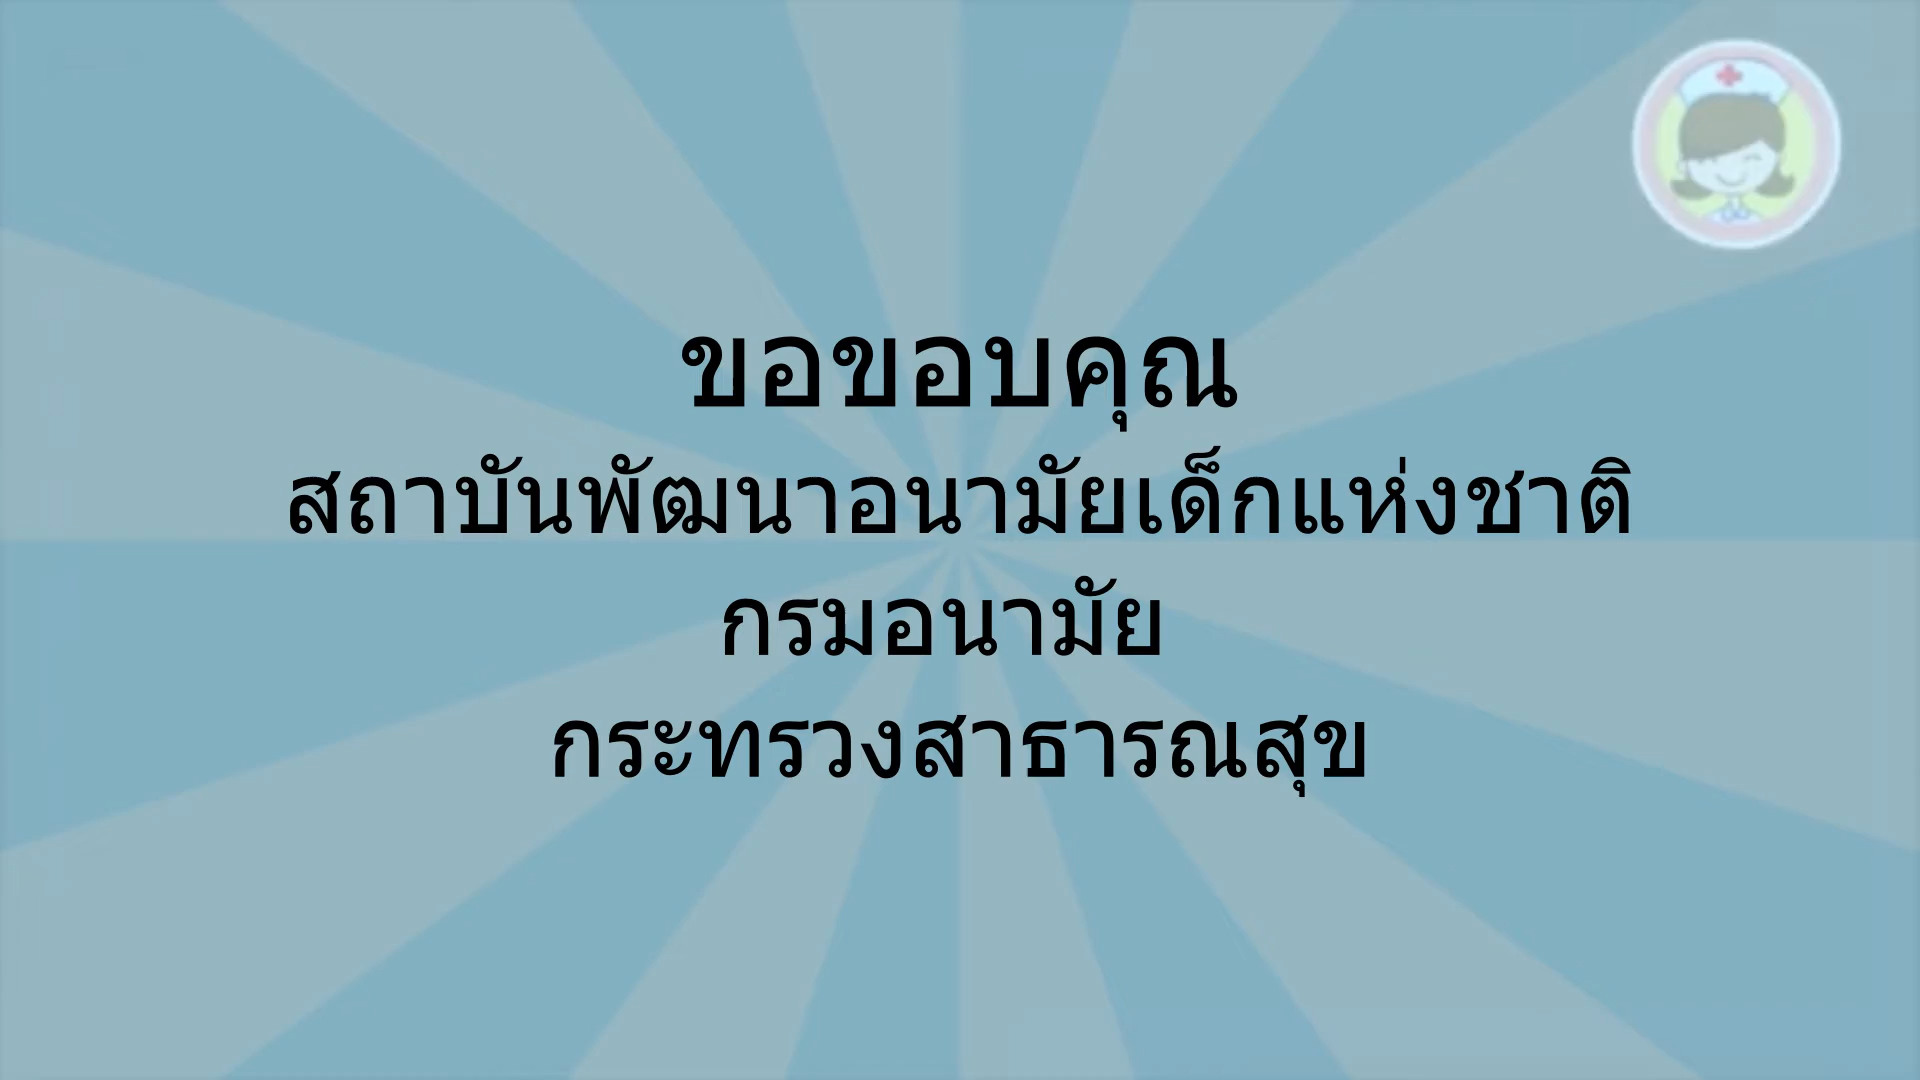 ขอขอบคุณ
สถาบันพัฒนาอนามัยเด็กแห่งชาติ
กรมอนามัย
กระทรวงสาธารณสุข